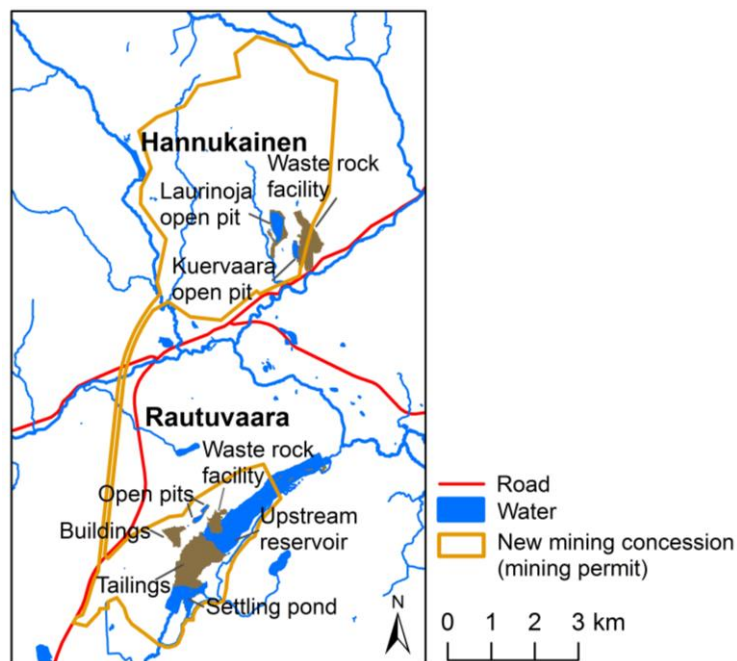 Hannukainen
Waste rock
facility
Laurinoja
open pit
Kuervaara
open pit
Rautuvaara
Waste rock
facility
Open pits
Buildings
Upstream
reservoir
Tailings
Settling pond
N
Road
Water
New mining concession
(mining permit)
0 1 2 3 km